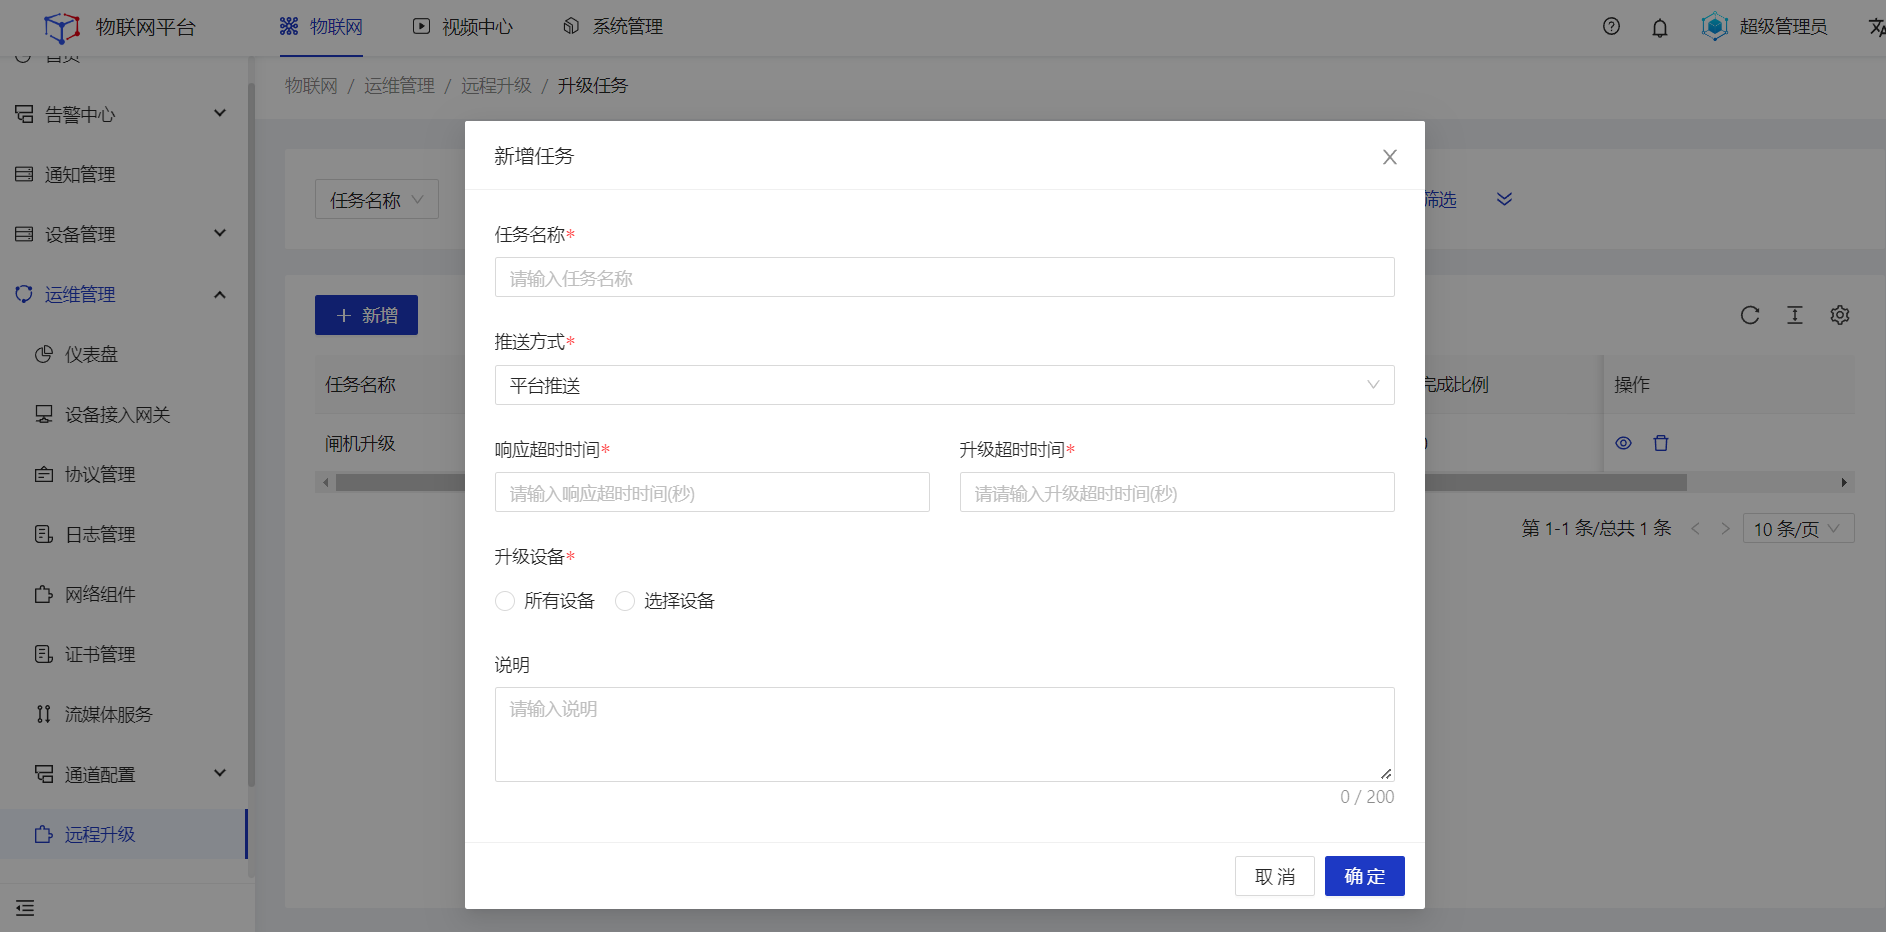 物联网平台
物联网
视频中心
系统管理
超级管理员
首页
告警中心
通知管理
设备管理
运维管理
仪表盘
设备接入网关
协议管理
日志管理
网络组件
证书管理
流媒体服务
通道配置
远程升级
物联网 / 运维管理 / 远程升级 / 升级任务
任务名称
筛选
+ 新增
任务名称
完成比例
操作
闸机升级
第 1-1 条/总共 1 条
10 条/页
新增任务
任务名称*
请输入任务名称
推送方式*
平台推送
响应超时时间*
升级超时时间*
请输入响应超时时间(秒)
请请输入升级超时时间(秒)
升级设备*
所有设备
选择设备
说明
请输入说明
0 / 200
取 消
确 定